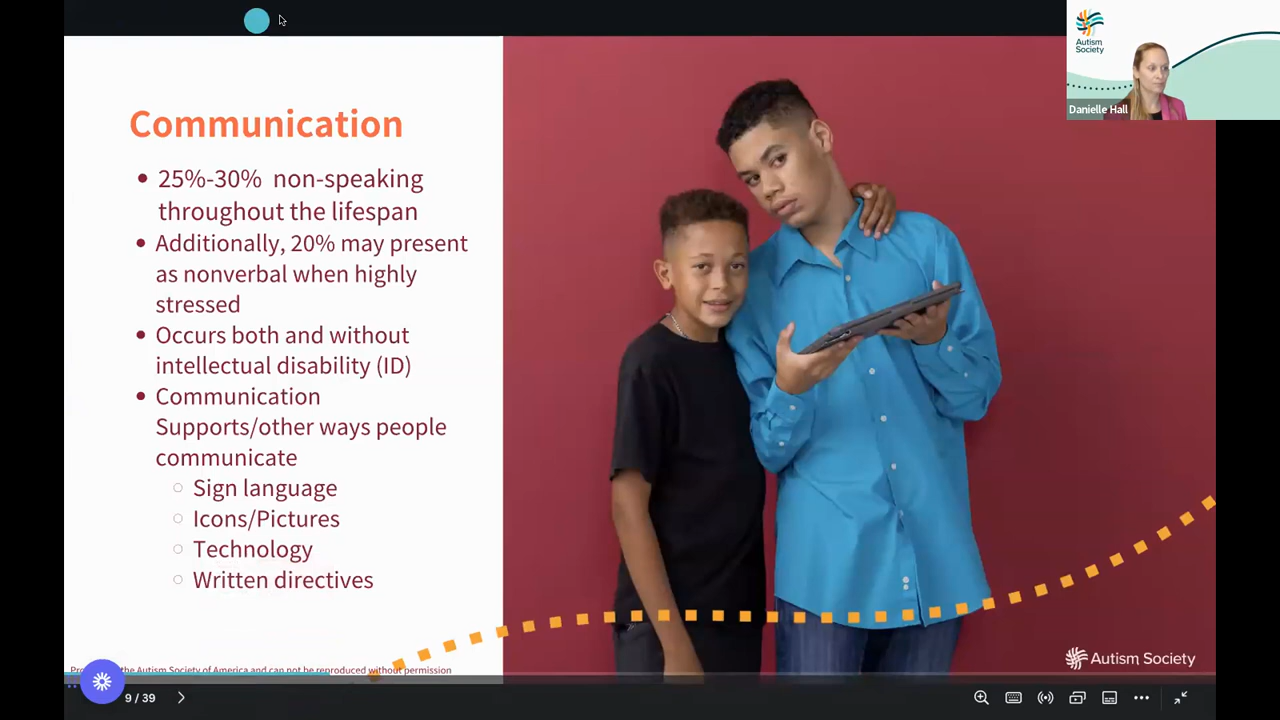 Autism
Society
Danielle Hall
Communication
25%-30% non-speaking
throughout the lifespan
Additionally, 20% may present
as nonverbal when highly
stressed
Occurs both and without
intellectual disability (ID)
Communication
Supports/other ways people
communicate
Sign language
Icons/Pictures
Technology
Written directives
the Autism Society of America and can not be reproduced without permission
Autism Society
9 / 39